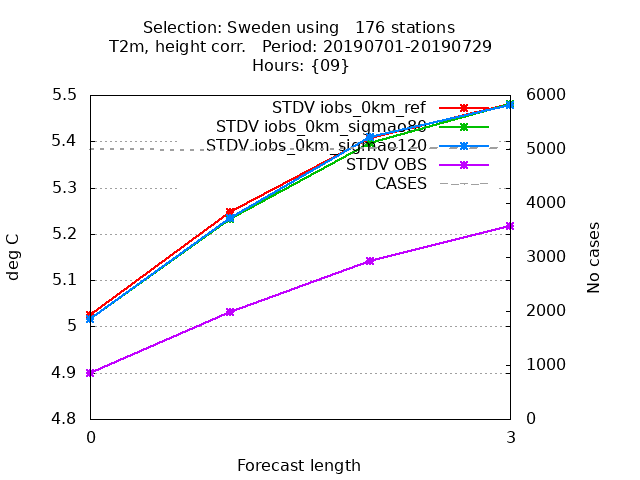 Selection: Sweden using   176 stations
T2m, height corr.   Period: 20190701-20190729
Hours: {09}
5.5
5.4
5.3
5.2
5.1
5
4.9
4.8
6000
5000
4000
3000
2000
1000
0
STDV iobs_0km_ref
STDV iobs_0km_sigmao80
STDV iobs_0km_sigmao120
STDV OBS
CASES
deg C
No cases
0
3
Forecast length